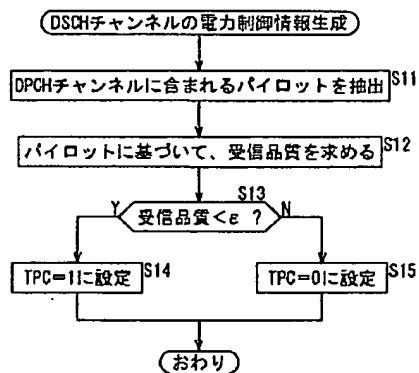 DSCHチャンネルの電力制御情報生成
S11
DPCHチャンネルに含まれるパイロットを抽出
S12
パイロットに基づいて、受信品質を求める
S13
Y
受信品質<ε ?
N
S14
TPC=1に設定
S15
TPC=0に設定
おわり